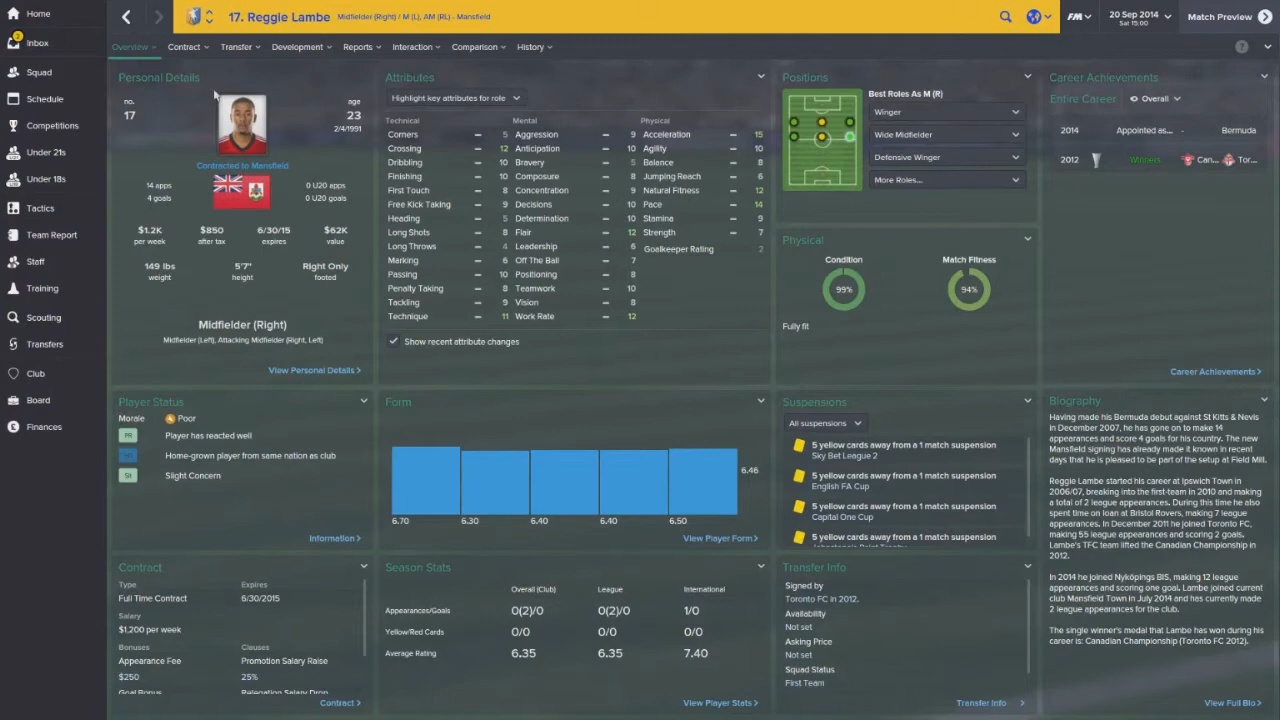 Home
17. Reggie Lambe
Midfielder (Right) / M (L), AM (RL) - Mansfield
FM
20 Sep 2014
Sat 15:00
Match Preview
2
Inbox
Squad
Schedule
Competitions
Under 21s
Under 18s
Tactics
Team Report
Staff
Training
Scouting
Transfers
Club
Board
Finances
Overview
Contract
Transfer
Development
Reports
Interaction
Comparison
History
?
Personal Details
no.
17
age
23
2/4/1991
Contracted to Mansfield
14 apps
4 goals
0 U20 apps
0 U20 goals
$1.2K
per week
$850
after tax
6/30/15
expires
$62K
value
149 lbs
weight
5'7"
height
Right Only
footed
Midfielder (Right)
Midfielder (Left), Attacking Midfielder (Right, Left)
View Personal Details >
Attributes
Highlight key attributes for role
Technical Mental Physical
Corners – 5 Aggression – 9 Acceleration – 15
Crossing – 12 Anticipation – 10 Agility – 10
Dribbling – 10 Bravery – 5 Balance – 8
Finishing – 10 Composure – 8 Jumping Reach – 6
First Touch – 8 Concentration – 9 Natural Fitness – 12
Free Kick Taking – 9 Decisions – 10 Pace – 14
Heading – 5 Determination – 10 Stamina – 9
Long Shots – 8 Flair – 12 Strength – 7
Long Throws – 4 Leadership – 6 Goalkeeper Rating 2
Marking – 6 Off The Ball – 7
Passing – 10 Positioning – 8
Penalty Taking – 8 Teamwork – 10
Tackling – 9 Vision – 8
Technique – 11 Work Rate – 12
Show recent attribute changes
Positions
Best Roles As M (R)
Winger
Wide Midfielder
Defensive Winger
More Roles...
Physical
Condition
99%
Match Fitness
94%
Fully fit
Career Achievements
Entire Career
Overall
2014 Appointed as... - Bermuda
2012 Winners Can... Tor...
Career Achievements >
Player Status
Morale Poor
PR Player has reacted well
Home-grown player from same nation as club
Slight Concern
Information >
Form
6.46
6.70 6.30 6.40 6.40 6.50
View Player Form >
Suspensions
All suspensions
5 yellow cards away from a 1 match suspension
Sky Bet League 2
5 yellow cards away from a 1 match suspension
English FA Cup
5 yellow cards away from a 1 match suspension
Capital One Cup
5 yellow cards away from a 1 match suspension
Biography
Having made his Bermuda debut against St Kitts & Nevis
in December 2007, he has gone on to make 14
appearances and score 4 goals for his country. The new
Mansfield signing has already made it known in recent
days that he is pleased to be part of the setup at Field Mill.
Reggie Lambe started his career at Ipswich Town in
2006/07, breaking into the first-team in 2010 and making
a total of 2 league appearances. During this time he also
spent time on loan at Bristol Rovers, making 7 league
appearances. In December 2011 he joined Toronto FC,
making 55 league appearances and scoring 2 goals.
Lambe's TFC team lifted the Canadian Championship in
2012.
In 2014 he joined Nyköpings BIS, making 12 league
appearances and scoring one goal. Lambe joined current
club Mansfield Town in July 2014 and has currently made
2 league appearances for the club.
The single winner's medal that Lambe has won during his
career is: Canadian Championship (Toronto FC 2012).
View Full Bio >
Contract
Type
Full Time Contract
Expires
6/30/2015
Salary
$1,200 per week
Bonuses
Appearance Fee
$250
Goal Bonus
Clauses
Promotion Salary Raise
25%
Relegation Salary Drop
Contract >
Season Stats
Overall (Club) League International
Appearances/Goals 0(2)/0 0(2)/0 1/0
Yellow/Red Cards 0/0 0/0 0/0
Average Rating 6.35 6.35 7.40
View Player Stats >
Transfer Info
Signed by
Toronto FC in 2012.
Availability
Not set
Asking Price
Not set
Squad Status
First Team
Transfer Info >